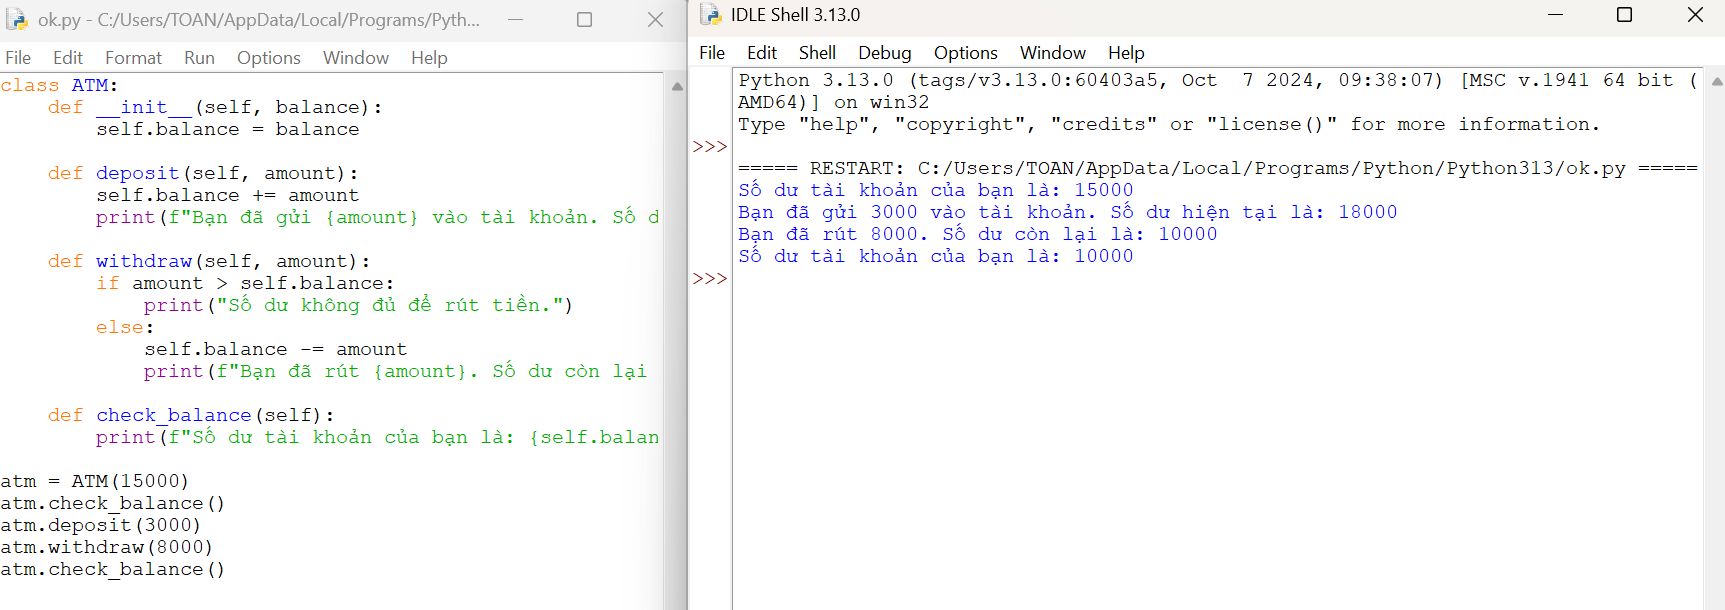 ok.py - C:/Users/TOAN/AppData/Local/Programs/Pyth...
File Edit Format Run Options Window Help
class ATM:
    def __init__(self, balance):
        self.balance = balance
    def deposit(self, amount):
        self.balance += amount
        print(f"Bạn đã gửi {amount} vào tài khoản. Số d
    def withdraw(self, amount):
        if amount > self.balance:
            print("Số dư không đủ để rút tiền.")
        else:
            self.balance -= amount
            print(f"Bạn đã rút {amount}. Số dư còn lại
    def check_balance(self):
        print(f"Số dư tài khoản của bạn là: {self.balan
atm = ATM(15000)
atm.check_balance()
atm.deposit(3000)
atm.withdraw(8000)
atm.check_balance()
IDLE Shell 3.13.0
File Edit Shell Debug Options Window Help
Python 3.13.0 (tags/v3.13.0:60403a5, Oct  7 2024, 09:38:07) [MSC v.1941 64 bit (
AMD64)] on win32
Type "help", "copyright", "credits" or "license()" for more information.
>>>
===== RESTART: C:/Users/TOAN/AppData/Local/Programs/Python/Python313/ok.py =====
Số dư tài khoản của bạn là: 15000
Bạn đã gửi 3000 vào tài khoản. Số dư hiện tại là: 18000
Bạn đã rút 8000. Số dư còn lại là: 10000
Số dư tài khoản của bạn là: 10000
>>>